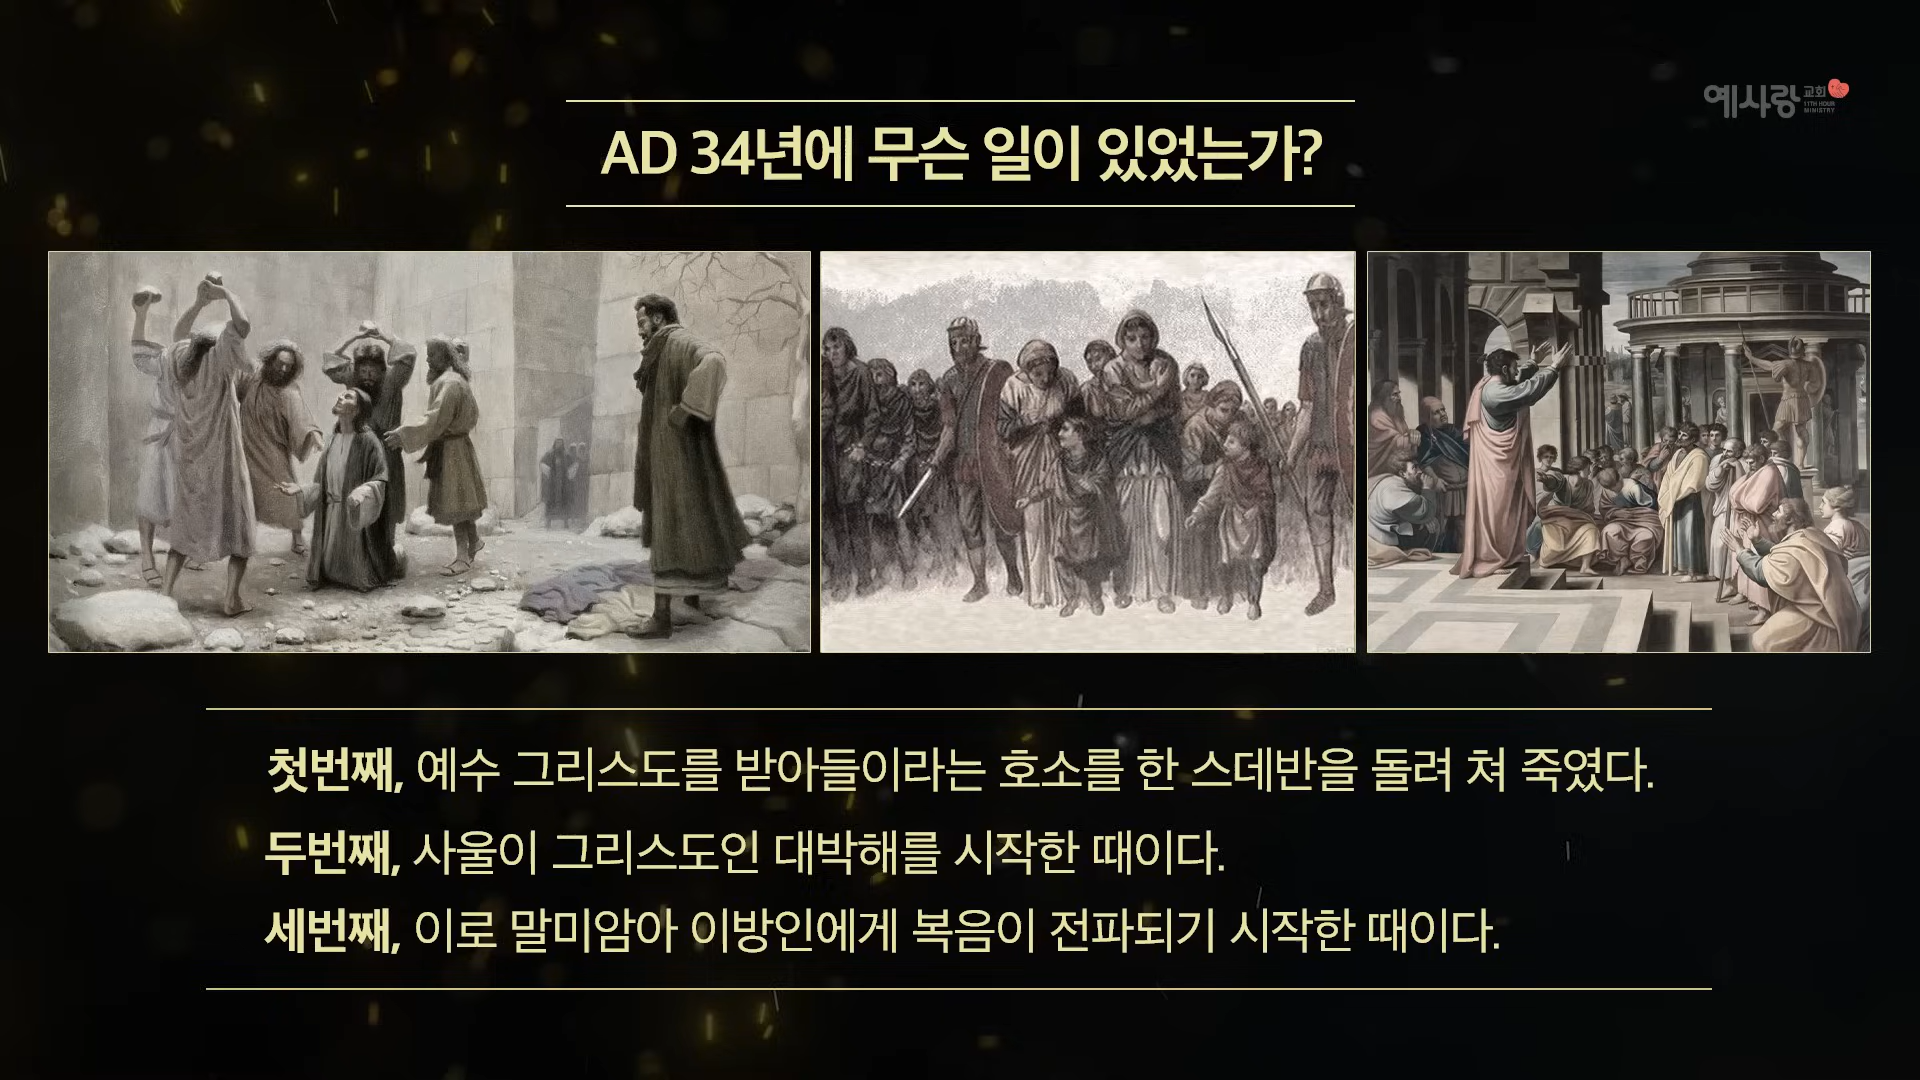 예사랑 교회
11TH HOUR
MINISTRY
AD 34년에 무슨 일이 있었는가?
첫번째, 예수 그리스도를 받아들이라는 호소를 한 스데반을 돌려 쳐 죽였다.
두번째, 사울이 그리스도인 대박해를 시작한 때이다.
세번째, 이로 말미암아 이방인에게 복음이 전파되기 시작한 때이다.